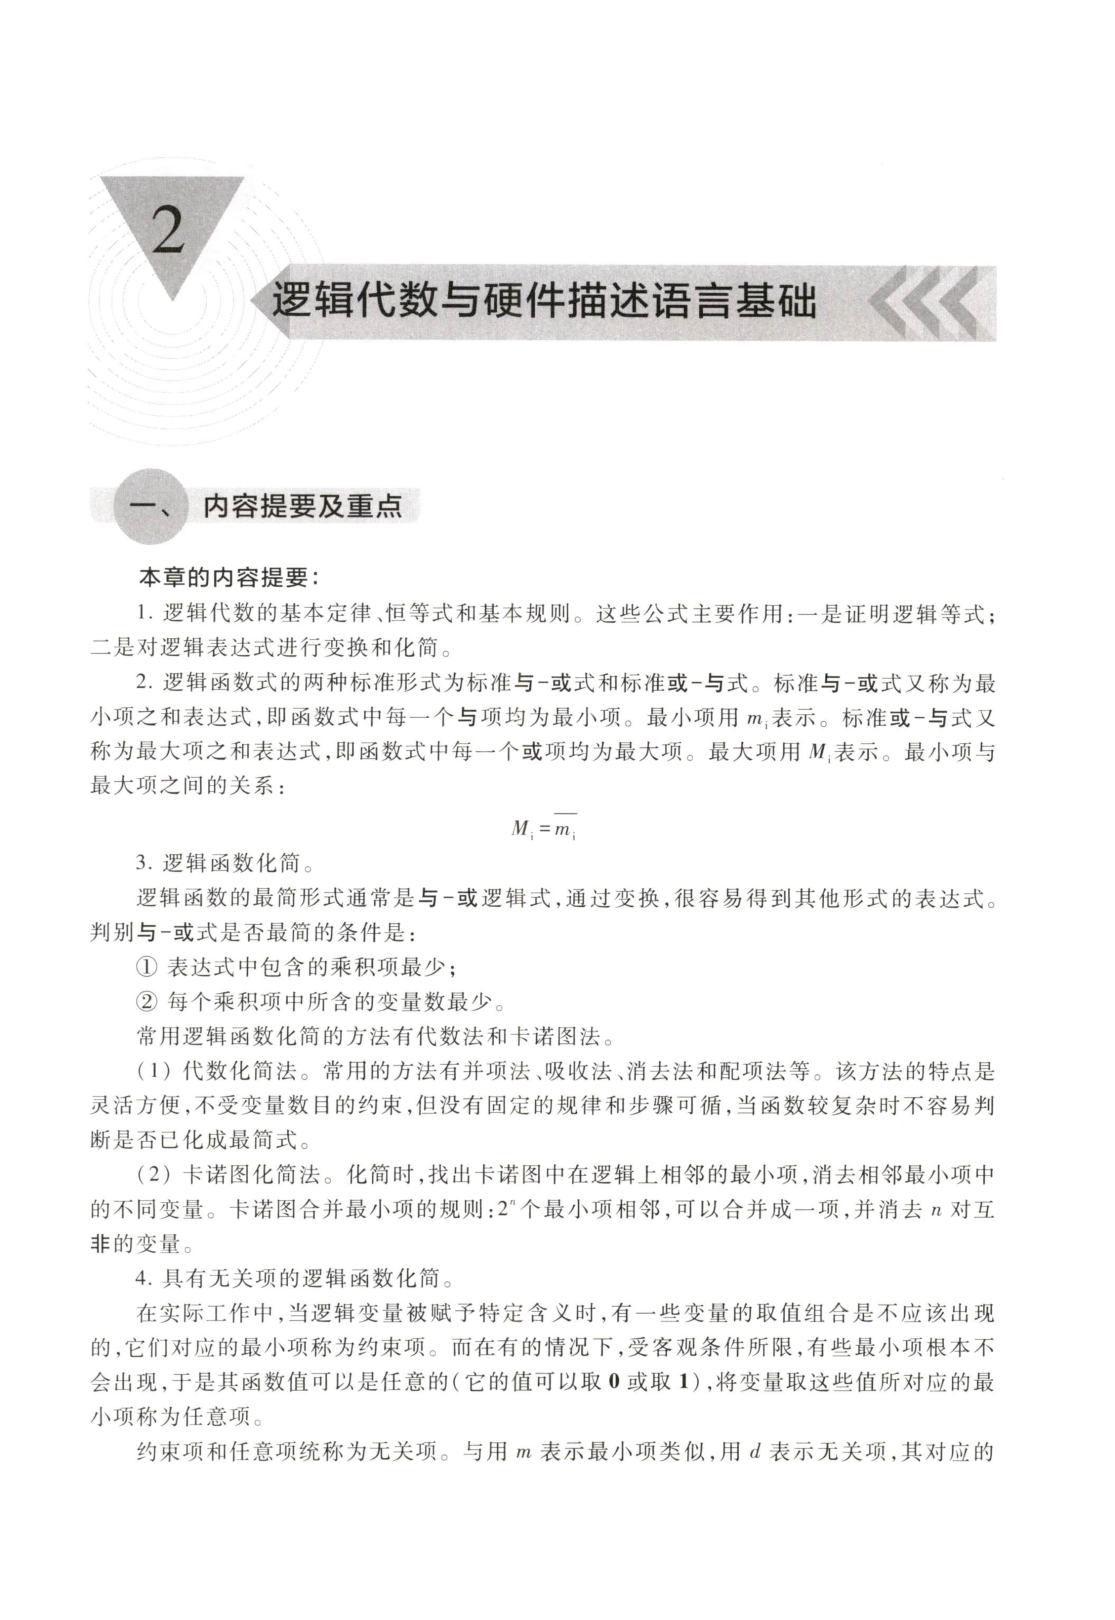 2
逻辑代数与硬件描述语言基础
一、 内容提要及重点
本章的内容提要：
1. 逻辑代数的基本定律、恒等式和基本规则。这些公式主要作用：一是证明逻辑等式；
二是对逻辑表达式进行变换和化简。
2. 逻辑函数式的两种标准形式为标准与-或式和标准或-与式。标准与-或式又称为最
小项之和表达式，即函数式中每一个与项均为最小项。最小项用 mᵢ表示。标准或-与式又
称为最大项之和表达式，即函数式中每一个或项均为最大项。最大项用 Mᵢ表示。最小项与
最大项之间的关系：
Mᵢ = \overline{mᵢ}
3. 逻辑函数化简。
逻辑函数的最简形式通常是与-或逻辑式，通过变换，很容易得到其他形式的表达式。
判别与-或式是否最简的条件是：
① 表达式中包含的乘积项最少；
② 每个乘积项中所含的变量数最少。
常用逻辑函数化简的方法有代数法和卡诺图法。
（1）代数化简法。常用的方法有并项法、吸收法、消去法和配项法等。该方法的特点是
灵活方便，不受变量数目的约束，但没有固定的规律和步骤可循，当函数较复杂时不容易判
断是否已化成最简式。
（2）卡诺图化简法。化简时，找出卡诺图中在逻辑上相邻的最小项，消去相邻最小项中
的不同变量。卡诺图合并最小项的规则：2ⁿ个最小项相邻，可以合并成一项，并消去 n 对互
非的变量。
4. 具有无关项的逻辑函数化简。
在实际工作中，当逻辑变量被赋予特定含义时，有一些变量的取值组合是不应该出现
的，它们对应的最小项称为约束项。而在有的情况下，受客观条件所限，有些最小项根本不
会出现，于是其函数值可以是任意的（它的值可以取 0 或取 1），将变量取这些值所对应的最
小项称为任意项。
约束项和任意项统称为无关项。与用 m 表示最小项类似，用 d 表示无关项，其对应的